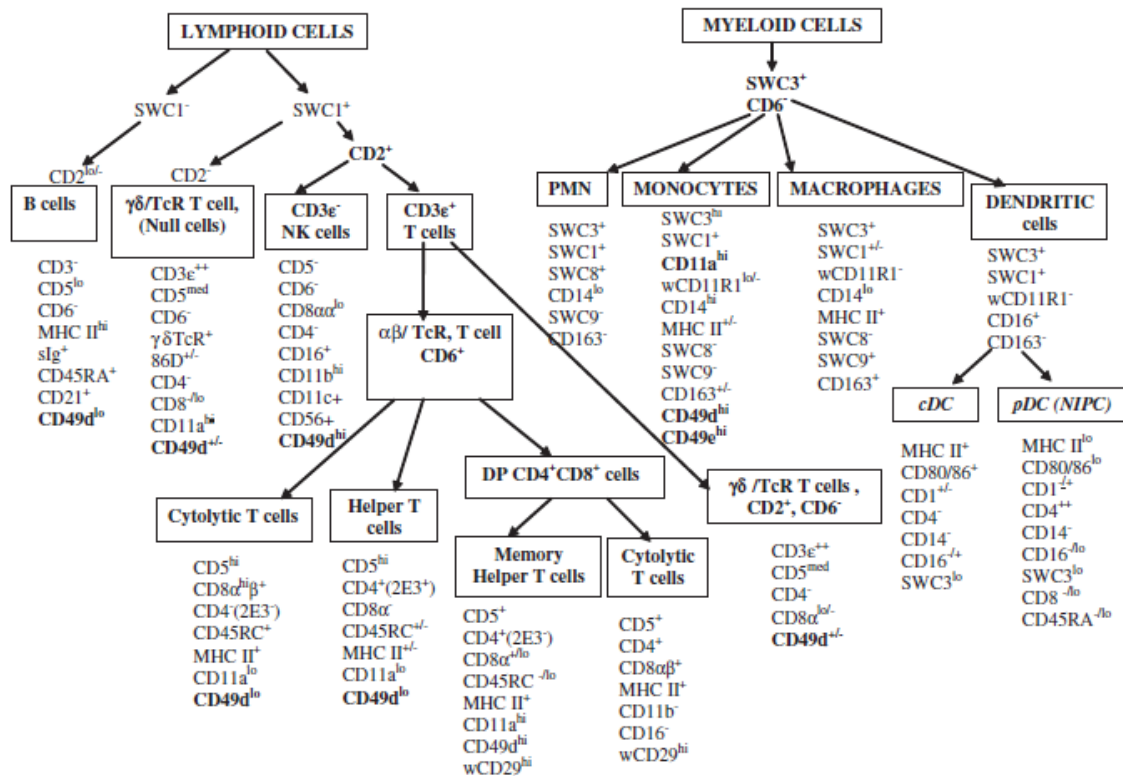 LYMPHOID CELLS
SWC1⁻
SWC1⁺
CD2ˡᵒ/⁻
CD2⁻
CD2⁺
B cells
CD3⁻
CD5ˡᵒ
CD6⁻
MHC IIʰⁱ
sIg⁺
CD45RA⁺
CD21⁺
CD49dˡᵒ
γδ/TcR T cell,
(Null cells)
CD3ε⁺⁺
CD5ᵐᵉᵈ
CD6⁻
γδTcR⁺
86D⁺/⁻
CD4⁻
CD8⁻/ˡᵒ
CD11aʰⁱ
CD49d⁺/⁻
CD3ε⁻
NK cells
CD5⁻
CD6⁻
CD8ααˡᵒ
CD4⁻
CD16⁺
CD11bʰⁱ
CD11c+
CD56+
CD49dʰⁱ
CD3ε⁺
T cells
αβ/ TcR, T cell
CD6⁺
Cytolytic T cells
CD5ʰⁱ
CD8αʰⁱβ⁺
CD4⁻(2E3⁻)
CD45RC⁺
MHC II⁺
CD11aˡᵒ
CD49dˡᵒ
Helper T
cells
CD5ʰⁱ
CD4⁺(2E3⁺)
CD8α⁻
CD45RC⁺/⁻
MHC II⁺/⁻
CD11aˡᵒ
CD49dˡᵒ
DP CD4⁺CD8⁺ cells
Memory
Helper T cells
CD5⁺
CD4⁺(2E3⁻)
CD8α⁺/ˡᵒ
CD45RC ⁻/ˡᵒ
MHC II⁺
CD11aʰⁱ
CD49dʰⁱ
wCD29ʰⁱ
Cytolytic
T cells
CD5⁺
CD4⁺
CD8αβ⁺
MHC II⁺
CD11b⁻
CD16⁻
wCD29ʰⁱ
γδ /TcR T cells ,
CD2⁺, CD6⁻
CD3ε⁺⁺
CD5ᵐᵉᵈ
CD4⁻
CD8αˡᵒ/⁻
CD49d⁺/⁻
MYELOID CELLS
SWC3⁺
CD6⁻
PMN
SWC3⁺
SWC1⁺
SWC8⁺
CD14ˡᵒ
SWC9⁻
CD163⁻
MONOCYTES
SWC3ʰⁱ
SWC1⁺
CD11aʰⁱ
wCD11R1ˡᵒ/⁻
CD14ʰⁱ
MHC II⁺/⁻
SWC8⁻
SWC9⁻
CD163⁺/⁻
CD49dʰⁱ
CD49eʰⁱ
MACROPHAGES
SWC3⁺
SWC1⁺/⁻
wCD11R1⁻
CD14ˡᵒ
MHC II⁺
SWC8⁻
SWC9⁺
CD163⁺
DENDRITIC
cells
SWC3⁺
SWC1⁺
wCD11R1⁻
CD16⁺
CD163⁻
cDC
MHC II⁺
CD80/86⁺
CD1⁺/⁻
CD4⁻
CD14⁻
CD16⁻/⁺
SWC3ˡᵒ
pDC (NIPC)
MHC IIˡᵒ
CD80/86ˡᵒ
CD1⁻/⁺
CD4⁺⁺
CD14⁻
CD16⁻/ˡᵒ
SWC3ˡᵒ
CD8 ⁻/ˡᵒ
CD45RA⁻/ˡᵒ